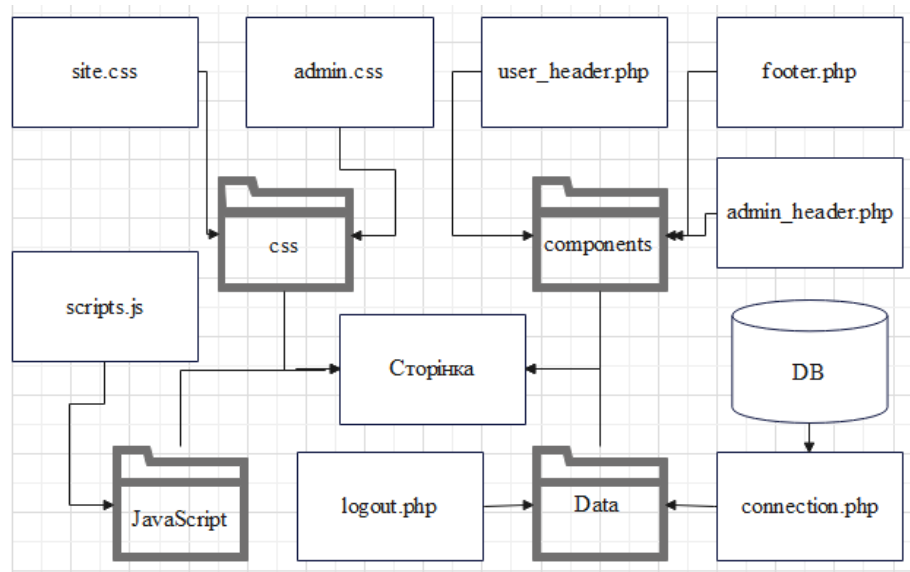 site.css
admin.css
user_header.php
footer.php
admin_header.php
css
components
scripts.js
Сторінка
DB
JavaScript
logout.php
Data
connection.php